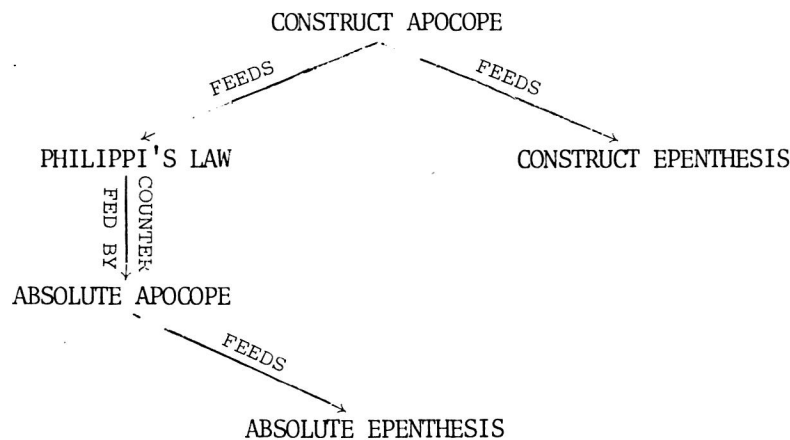 CONSTRUCT APOCOPE
FEEDS
FEEDS
PHILIPPI'S LAW
CONSTRUCT EPENTHESIS
COUNTER
FED BY
ABSOLUTE APOCOPE
FEEDS
ABSOLUTE EPENTHESIS